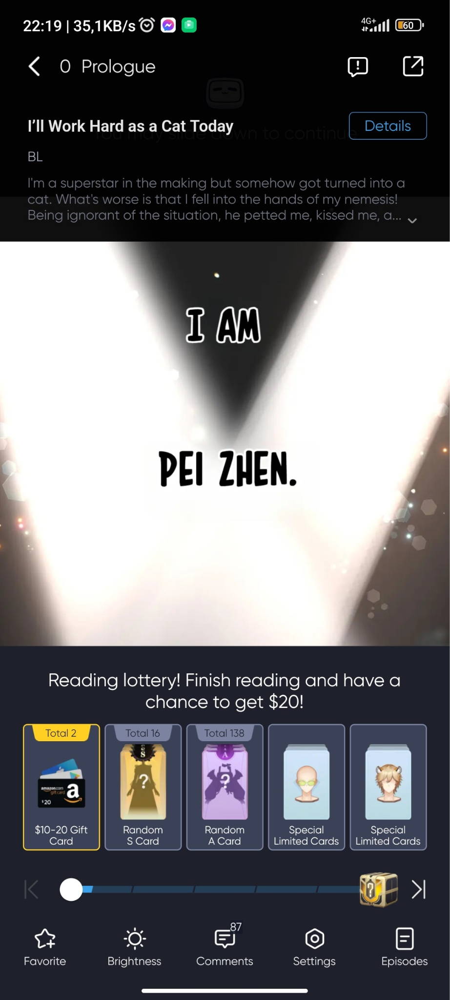 22:19 | 35,1KB/s
4G+
60
0 Prologue
I'll Work Hard as a Cat Today
Details
You may slide down to continue
BL
I'm a superstar in the making but somehow got turned into a
cat. What's worse is that I fell into the hands of my nemesis!
Being ignorant of the situation, he petted me, kissed me, a...
I AM
PEI ZHEN.
Reading lottery! Finish reading and have a
chance to get $20!
Total 2
Total 16
Total 138
S
A
?
?
amazon.com
gift card
a
$20
$10-20 Gift
Card
Random
S Card
Random
A Card
Special
Limited Cards
Special
Limited Cards
?
87
Favorite
Brightness
Comments
Settings
Episodes